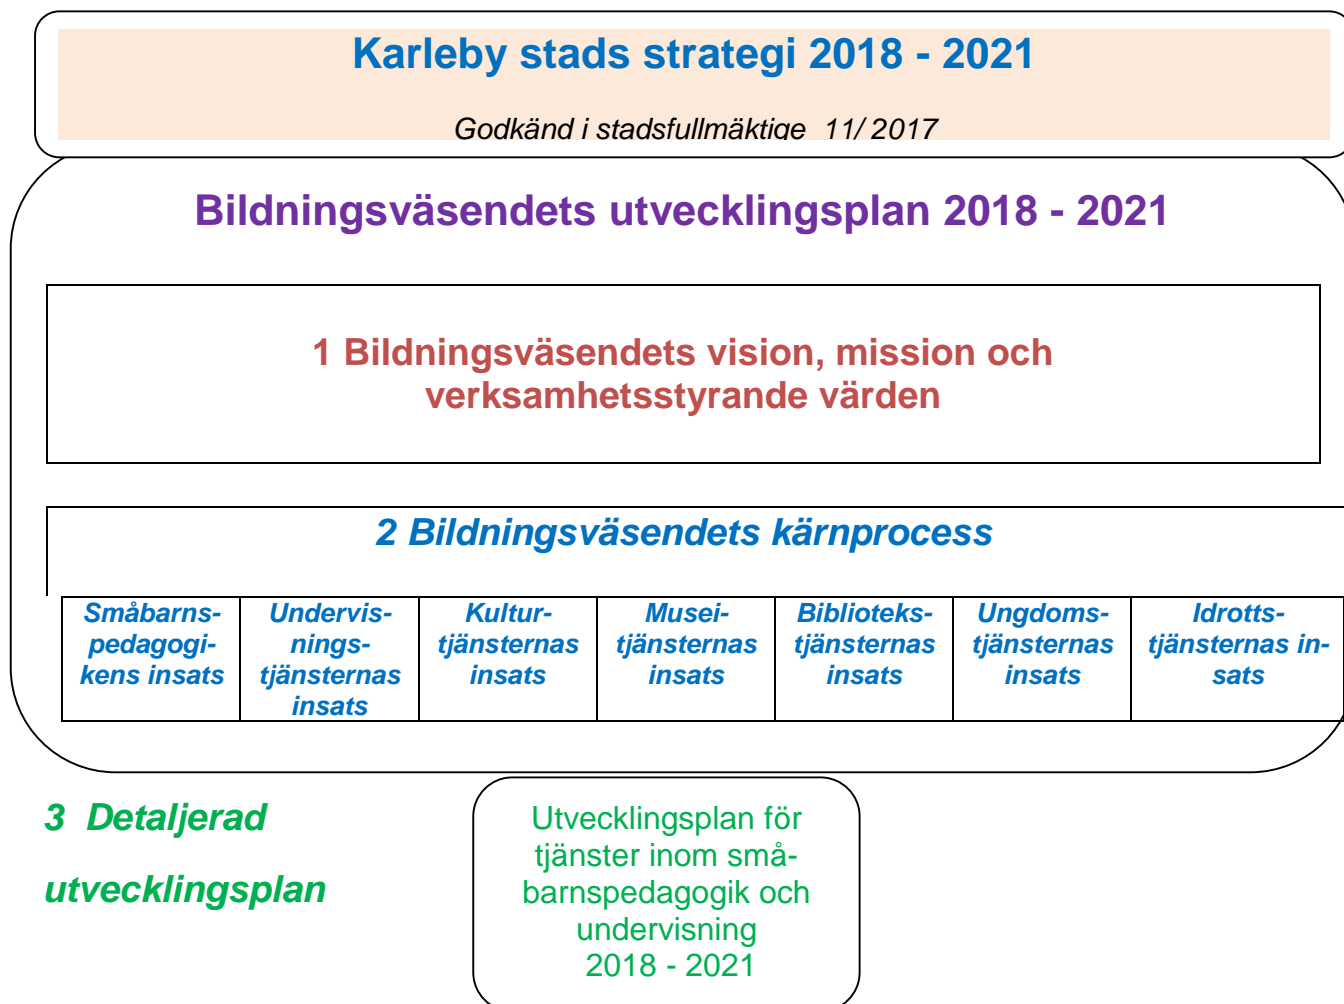 Karleby stads strategi 2018 - 2021
Godkänd i stadsfullmäktige 11/ 2017
Bildningsväsendets utvecklingsplan 2018 - 2021
1 Bildningsväsendets vision, mission och
verksamhetsstyrande värden
2 Bildningsväsendets kärnprocess
Småbarns-
pedagogi-
kens insats
Undervis-
nings-
tjänsternas
insats
Kultur-
tjänsternas
insats
Musei-
tjänsternas
insats
Biblioteks-
tjänsternas
insats
Ungdoms-
tjänsternas
insats
Idrotts-
tjänsternas in-
sats
3 Detaljerad
utvecklingsplan
Utvecklingsplan för
tjänster inom små-
barnspedagogik och
undervisning
2018 - 2021